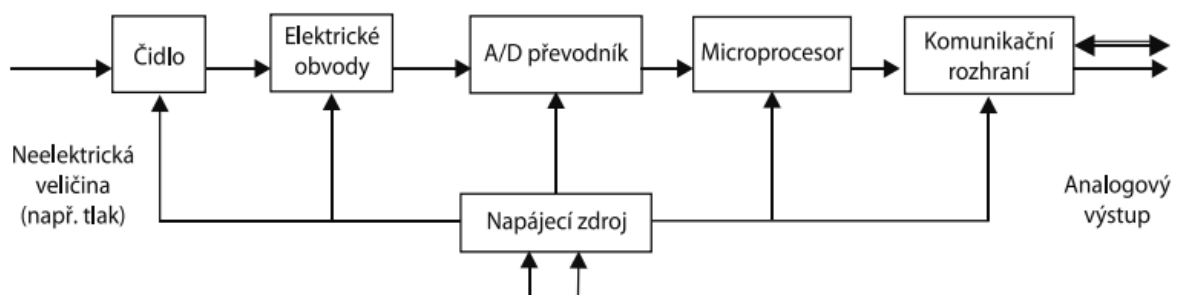 Čidlo
Elektrické
obvody
A/D převodník
Microprocesor
Komunikační
rozhraní
Neelektrická
veličina
(např. tlak)
Napájecí zdroj
Analogový
výstup